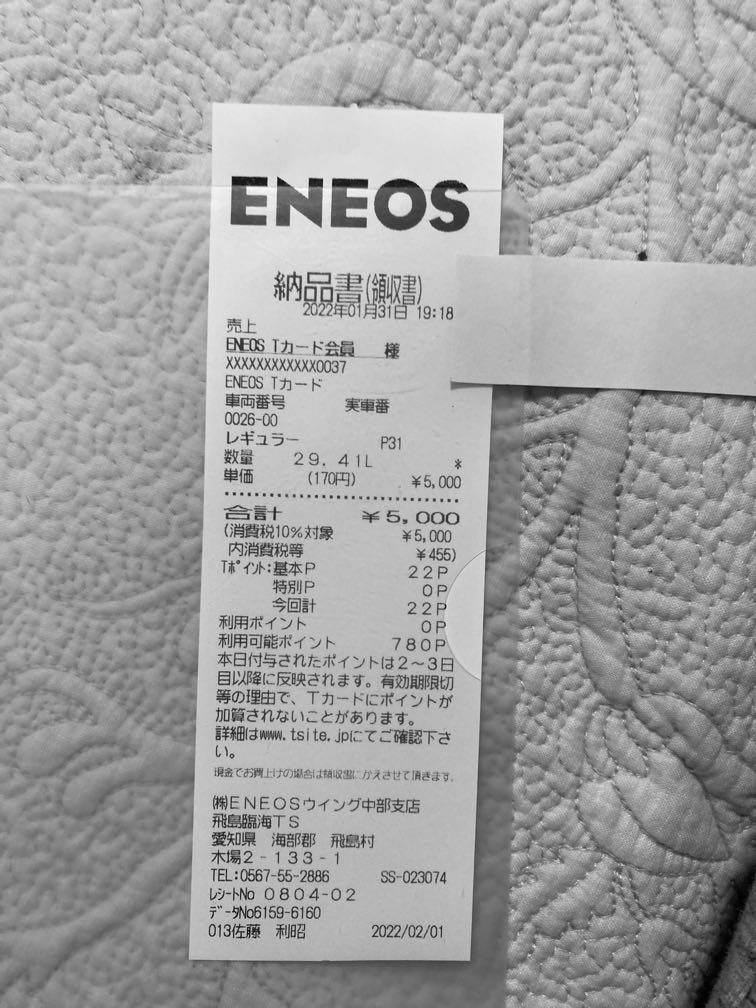 ENEOS
納品書(領収書)
2022年01月31日 19:18
売上
ENEOS Tカード会員 様
XXXXXXXXXXXX0037
ENEOS Tカード
車両番号 実車番
0026-00
レギュラー P31
数量 29.41L *
単価 (170円) ¥5,000
合計 ¥5,000
(消費税10%対象 ¥5,000
内消費税等 ¥455)
Tポイント:基本P 22P
特別P 0P
今回計 22P
利用ポイント 0P
利用可能ポイント 780P
本日付与されたポイントは2~3日
目以降に反映されます。有効期限切
等の理由で、Tカードにポイントが
加算されないことがあります。
詳細はwww.tsite.jpにてご確認下さ
い。
現金でお買上げの場合は領収書にかえさせて頂きます。
㈱ENEOSウイング中部支店
飛島臨海TS
愛知県 海部郡 飛島村
木場2-133-1
TEL:0567-55-2886 SS-023074
レシートNo 0804-02
データNo6159-6160
013佐藤 利昭 2022/02/01